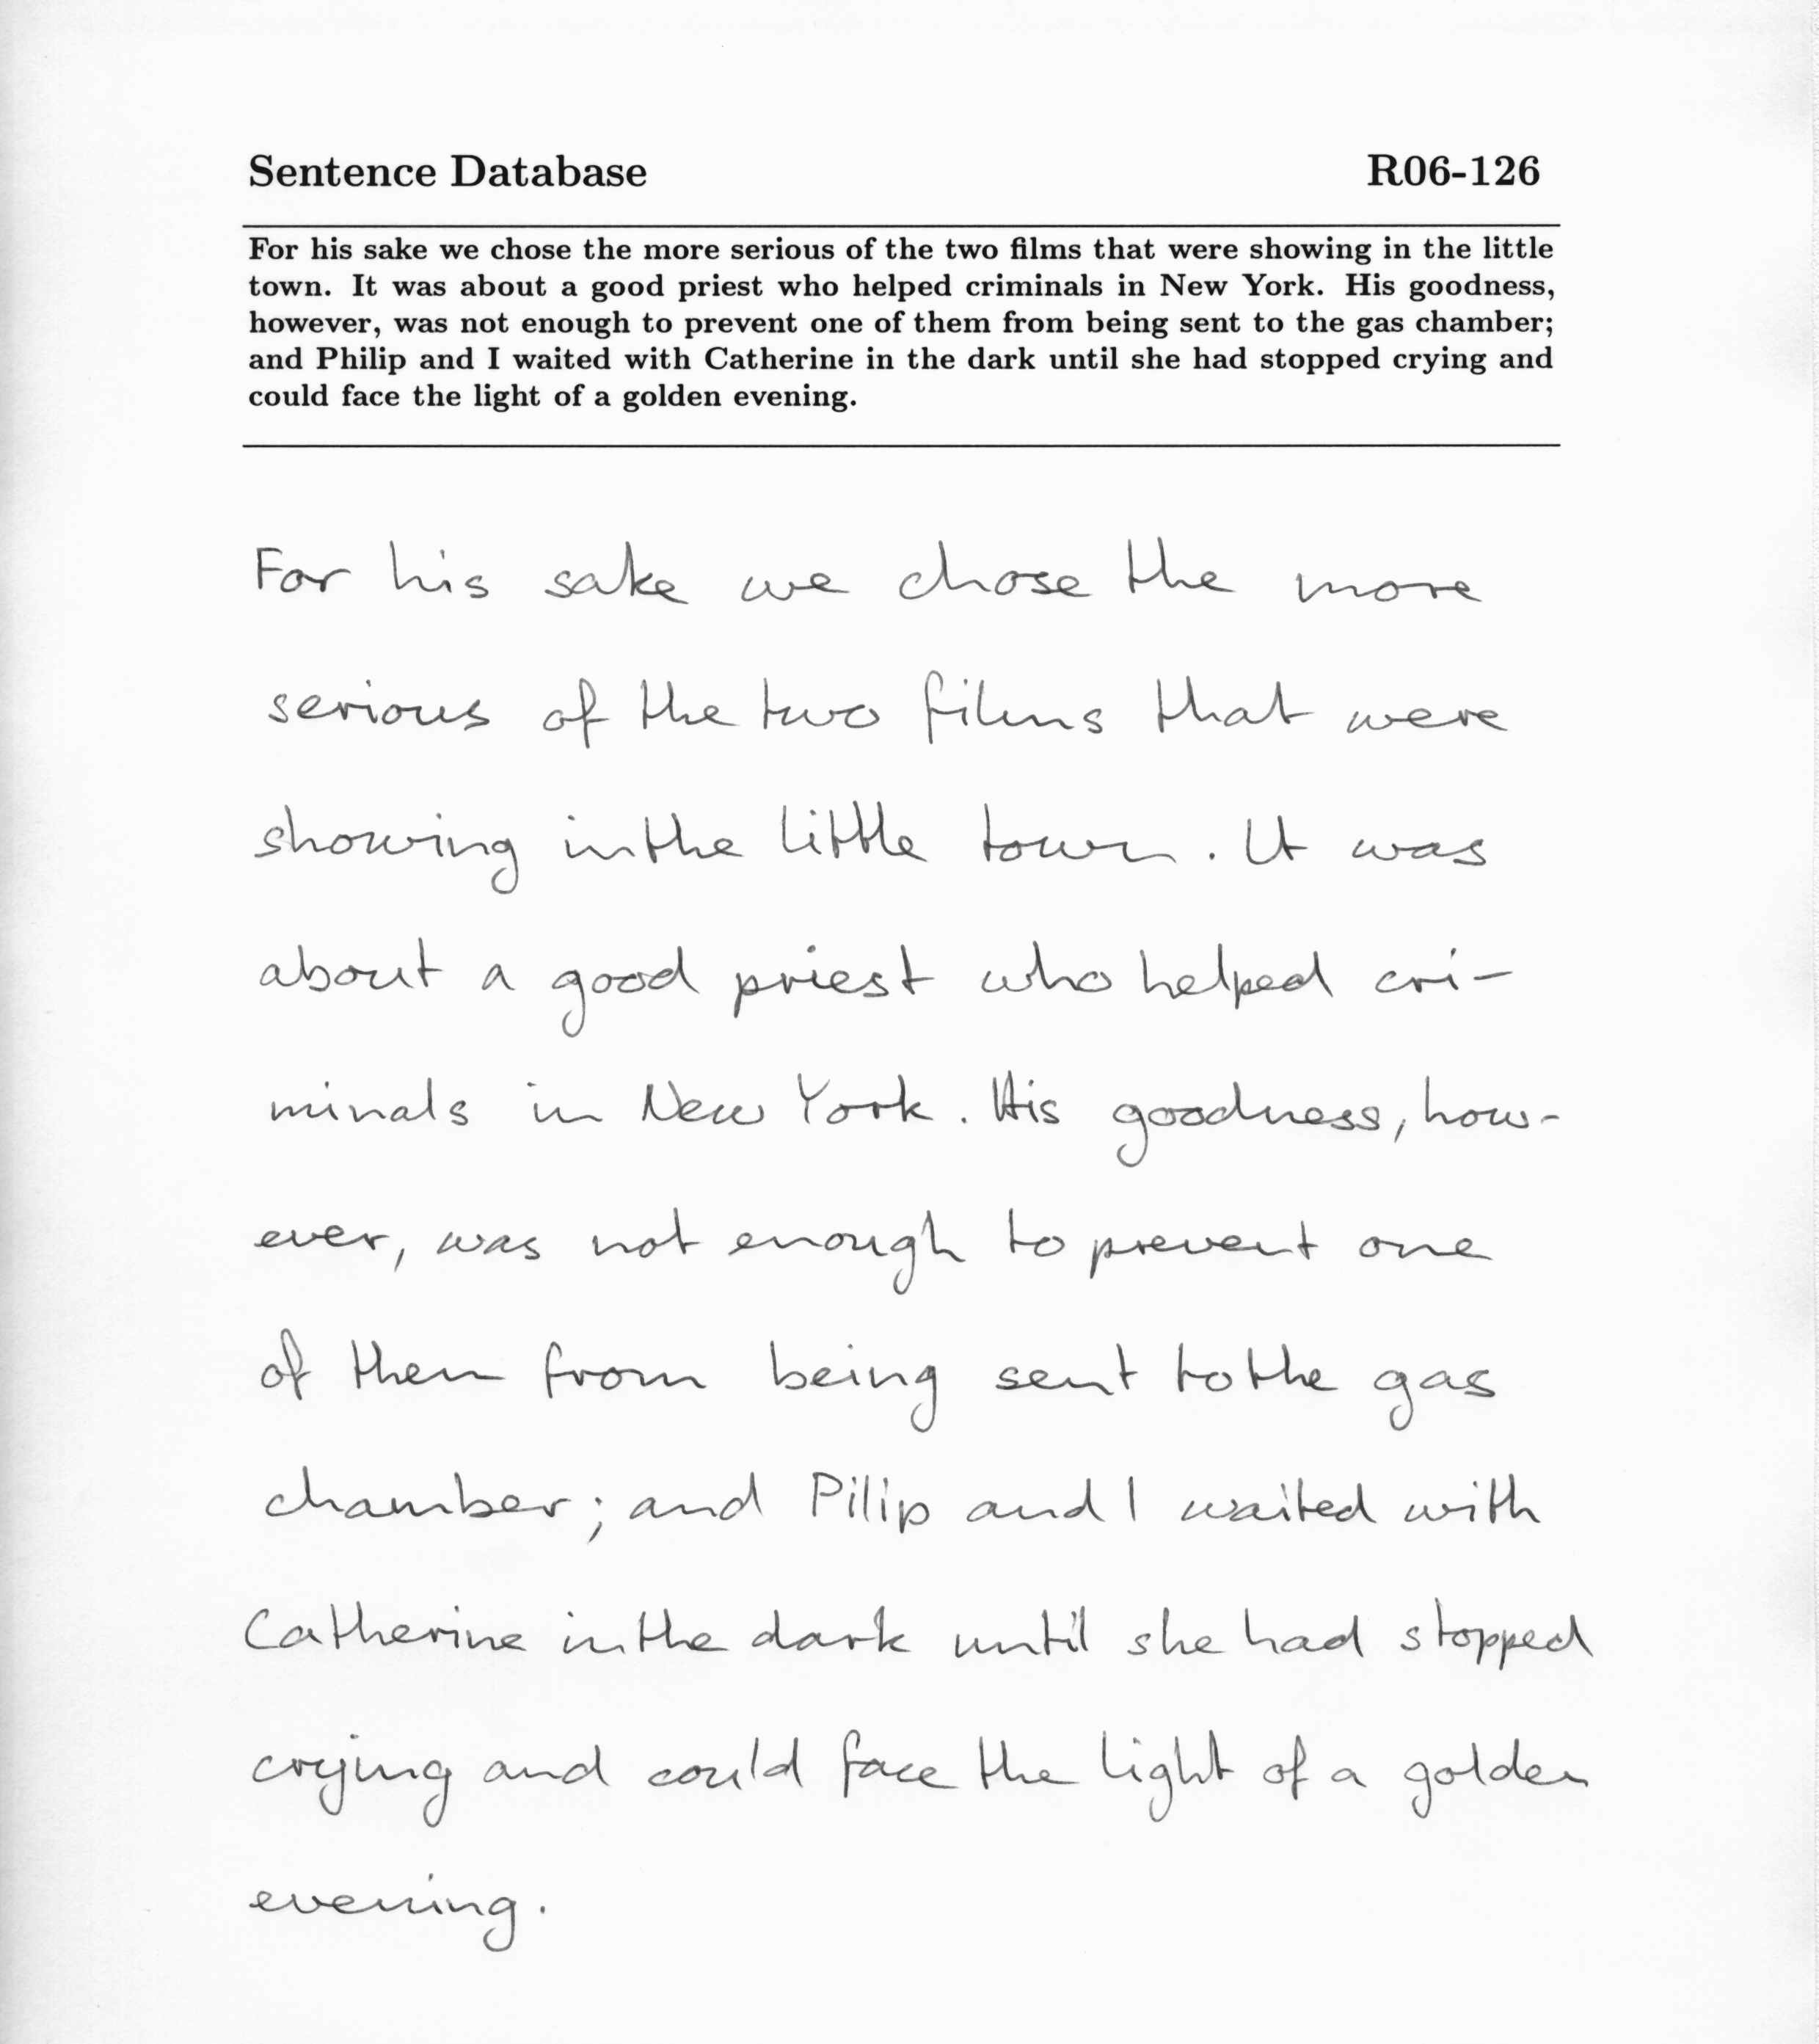 Sentence Database R06-126
For his sake we chose the more serious of the two films that were showing in the little
town. It was about a good priest who helped criminals in New York. His goodness,
however, was not enough to prevent one of them from being sent to the gas chamber;
and Philip and I waited with Catherine in the dark until she had stopped crying and
could face the light of a golden evening.
For his sake we chose the more
serious of the two films that were
showing in the little town. It was
about a good priest who helped cri-
minals in New York. His goodness, how-
ever, was not enough to prevent one
of them from being sent to the gas
chamber; and Pilip and I waited with
Catherine in the dark until she had stopped
crying and could face the light of a golden
evening.